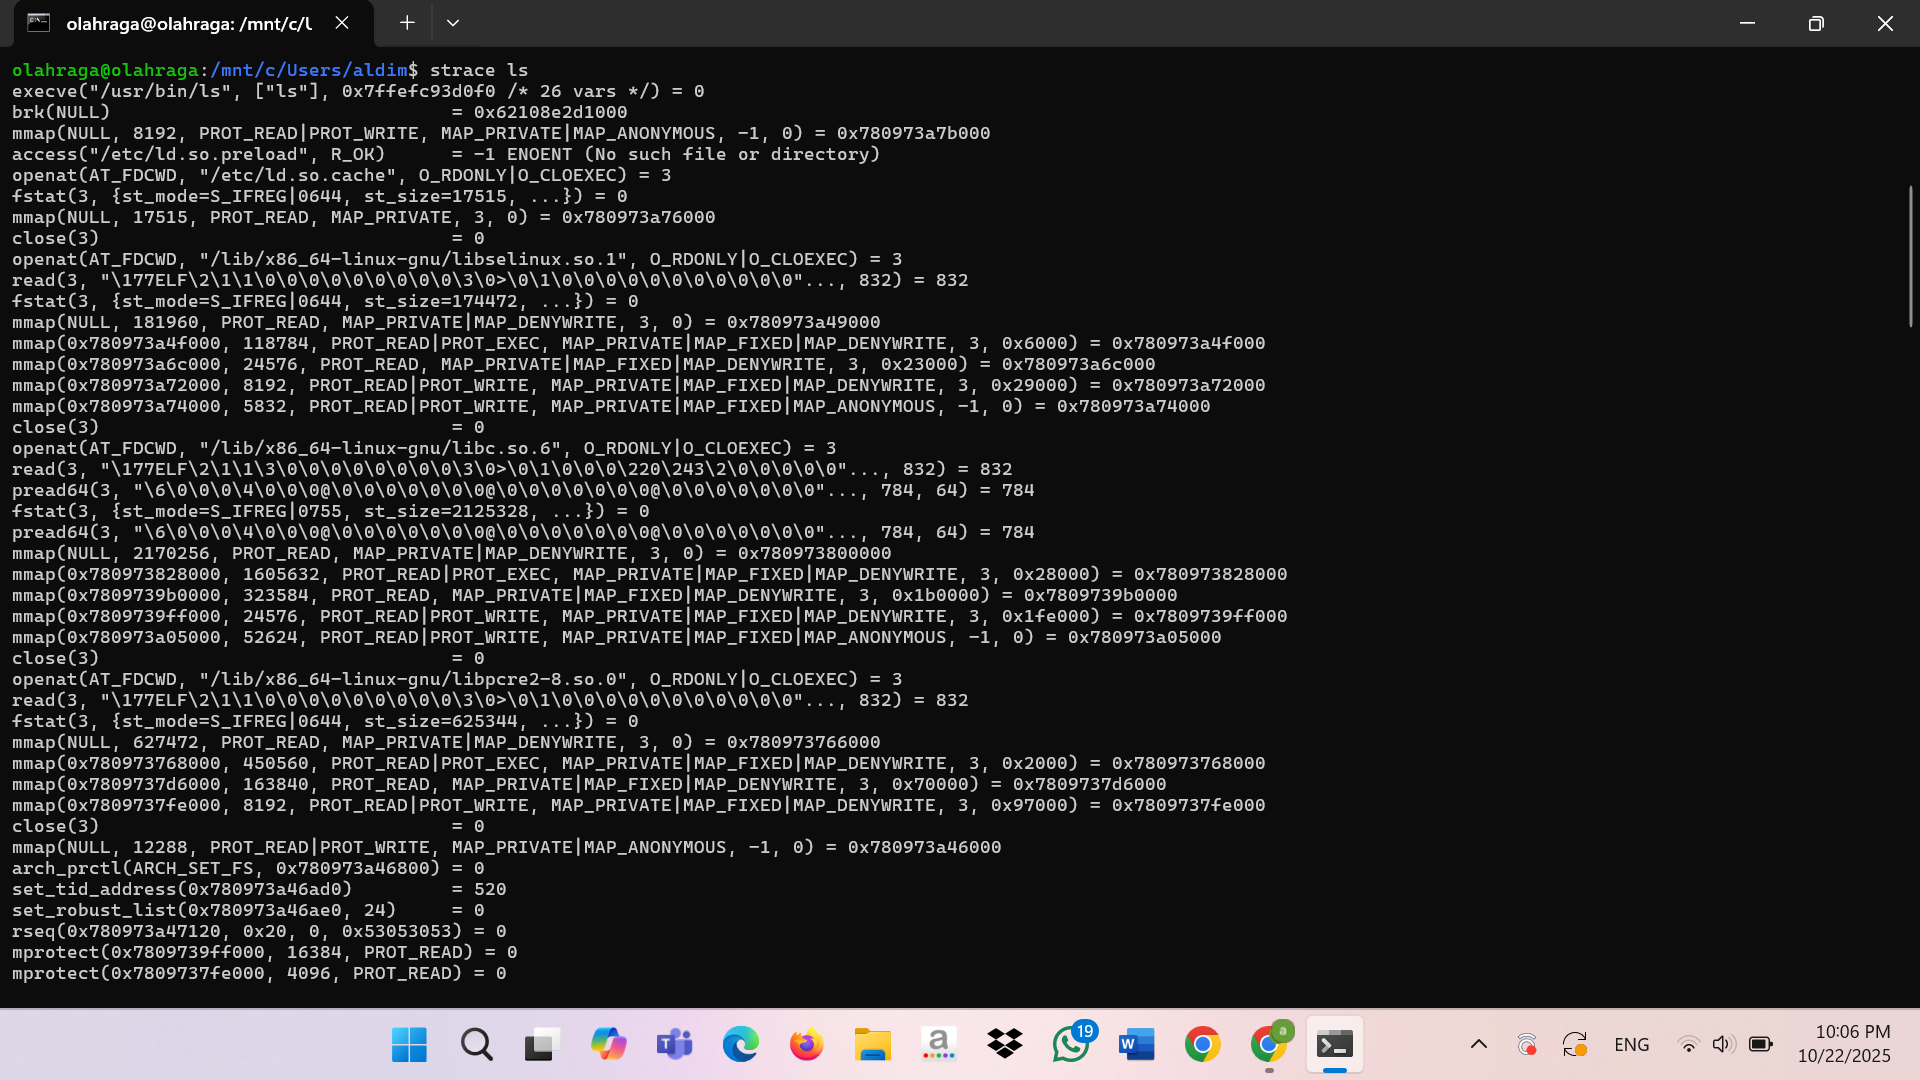 olahraga@olahraga: /mnt/c/l
olahraga@olahraga:/mnt/c/Users/aldim$ strace ls
execve("/usr/bin/ls", ["ls"], 0x7ffefc93d0f0 /* 26 vars */) = 0
brk(NULL)                               = 0x62108e2d1000
mmap(NULL, 8192, PROT_READ|PROT_WRITE, MAP_PRIVATE|MAP_ANONYMOUS, -1, 0) = 0x780973a7b000
access("/etc/ld.so.preload", R_OK)      = -1 ENOENT (No such file or directory)
openat(AT_FDCWD, "/etc/ld.so.cache", O_RDONLY|O_CLOEXEC) = 3
fstat(3, {st_mode=S_IFREG|0644, st_size=17515, ...}) = 0
mmap(NULL, 17515, PROT_READ, MAP_PRIVATE, 3, 0) = 0x780973a76000
close(3)                                = 0
openat(AT_FDCWD, "/lib/x86_64-linux-gnu/libselinux.so.1", O_RDONLY|O_CLOEXEC) = 3
read(3, "\177ELF\2\1\1\0\0\0\0\0\0\0\0\0\3\0>\0\1\0\0\0\0\0\0\0\0\0\0\0"..., 832) = 832
fstat(3, {st_mode=S_IFREG|0644, st_size=174472, ...}) = 0
mmap(NULL, 181960, PROT_READ, MAP_PRIVATE|MAP_DENYWRITE, 3, 0) = 0x780973a49000
mmap(0x780973a4f000, 118784, PROT_READ|PROT_EXEC, MAP_PRIVATE|MAP_FIXED|MAP_DENYWRITE, 3, 0x6000) = 0x780973a4f000
mmap(0x780973a6c000, 24576, PROT_READ, MAP_PRIVATE|MAP_FIXED|MAP_DENYWRITE, 3, 0x23000) = 0x780973a6c000
mmap(0x780973a72000, 8192, PROT_READ|PROT_WRITE, MAP_PRIVATE|MAP_FIXED|MAP_DENYWRITE, 3, 0x29000) = 0x780973a72000
mmap(0x780973a74000, 5832, PROT_READ|PROT_WRITE, MAP_PRIVATE|MAP_FIXED|MAP_ANONYMOUS, -1, 0) = 0x780973a74000
close(3)                                = 0
openat(AT_FDCWD, "/lib/x86_64-linux-gnu/libc.so.6", O_RDONLY|O_CLOEXEC) = 3
read(3, "\177ELF\2\1\1\3\0\0\0\0\0\0\0\0\3\0>\0\1\0\0\0\220\243\2\0\0\0\0\0"..., 832) = 832
pread64(3, "\6\0\0\0\4\0\0\0@\0\0\0\0\0\0\0@\0\0\0\0\0\0\0@\0\0\0\0\0\0\0"..., 784, 64) = 784
fstat(3, {st_mode=S_IFREG|0755, st_size=2125328, ...}) = 0
pread64(3, "\6\0\0\0\4\0\0\0@\0\0\0\0\0\0\0@\0\0\0\0\0\0\0@\0\0\0\0\0\0\0"..., 784, 64) = 784
mmap(NULL, 2170256, PROT_READ, MAP_PRIVATE|MAP_DENYWRITE, 3, 0) = 0x780973800000
mmap(0x780973828000, 1605632, PROT_READ|PROT_EXEC, MAP_PRIVATE|MAP_FIXED|MAP_DENYWRITE, 3, 0x28000) = 0x780973828000
mmap(0x7809739b0000, 323584, PROT_READ, MAP_PRIVATE|MAP_FIXED|MAP_DENYWRITE, 3, 0x1b0000) = 0x7809739b0000
mmap(0x7809739ff000, 24576, PROT_READ|PROT_WRITE, MAP_PRIVATE|MAP_FIXED|MAP_DENYWRITE, 3, 0x1fe000) = 0x7809739ff000
mmap(0x780973a05000, 52624, PROT_READ|PROT_WRITE, MAP_PRIVATE|MAP_FIXED|MAP_ANONYMOUS, -1, 0) = 0x780973a05000
close(3)                                = 0
openat(AT_FDCWD, "/lib/x86_64-linux-gnu/libpcre2-8.so.0", O_RDONLY|O_CLOEXEC) = 3
read(3, "\177ELF\2\1\1\0\0\0\0\0\0\0\0\0\3\0>\0\1\0\0\0\0\0\0\0\0\0\0\0"..., 832) = 832
fstat(3, {st_mode=S_IFREG|0644, st_size=625344, ...}) = 0
mmap(NULL, 627472, PROT_READ, MAP_PRIVATE|MAP_DENYWRITE, 3, 0) = 0x780973766000
mmap(0x780973768000, 450560, PROT_READ|PROT_EXEC, MAP_PRIVATE|MAP_FIXED|MAP_DENYWRITE, 3, 0x2000) = 0x780973768000
mmap(0x7809737d6000, 163840, PROT_READ, MAP_PRIVATE|MAP_FIXED|MAP_DENYWRITE, 3, 0x70000) = 0x7809737d6000
mmap(0x7809737fe000, 8192, PROT_READ|PROT_WRITE, MAP_PRIVATE|MAP_FIXED|MAP_DENYWRITE, 3, 0x97000) = 0x7809737fe000
close(3)                                = 0
mmap(NULL, 12288, PROT_READ|PROT_WRITE, MAP_PRIVATE|MAP_ANONYMOUS, -1, 0) = 0x780973a46000
arch_prctl(ARCH_SET_FS, 0x780973a46800) = 0
set_tid_address(0x780973a46ad0)         = 520
set_robust_list(0x780973a46ae0, 24)     = 0
rseq(0x780973a47120, 0x20, 0, 0x53053053) = 0
mprotect(0x7809739ff000, 16384, PROT_READ) = 0
mprotect(0x7809737fe000, 4096, PROT_READ) = 0
T
a
19
W
a
ENG
10:06 PM
10/22/2025